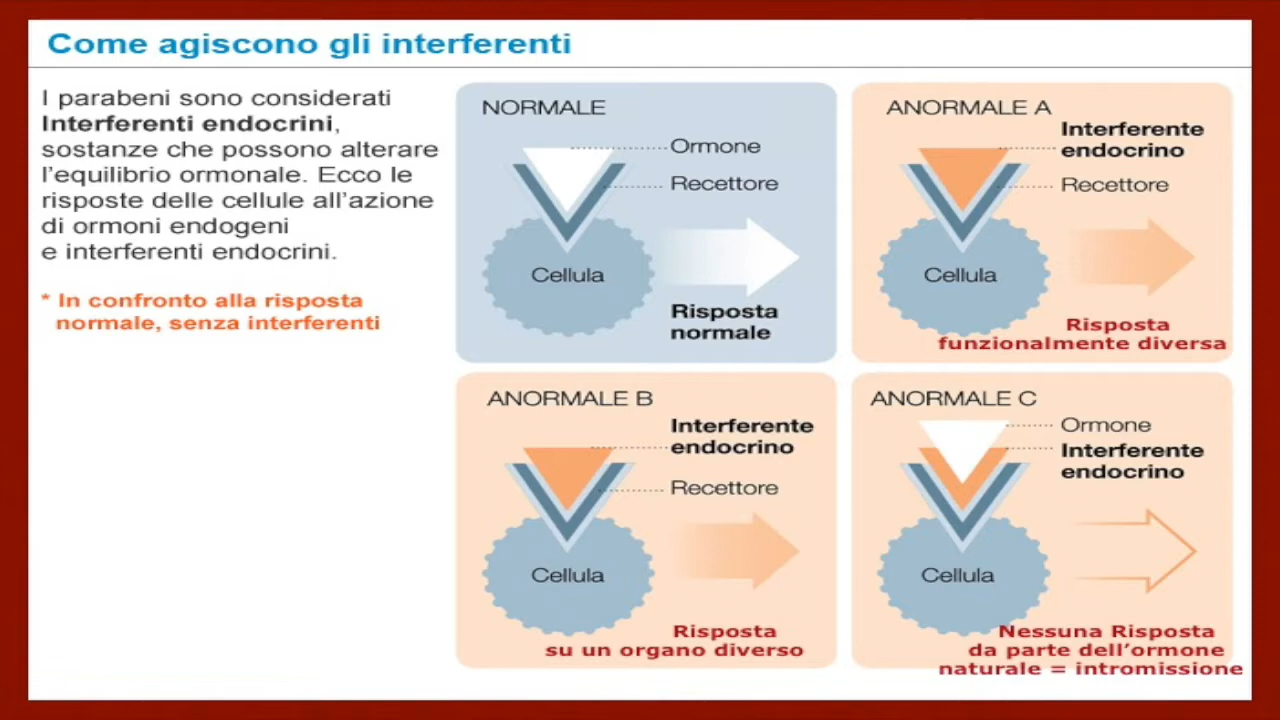 Come agiscono gli interferenti
I parabeni sono considerati
Interferenti endocrini,
sostanze che possono alterare
l'equilibrio ormonale. Ecco le
risposte delle cellule all'azione
di ormoni endogeni
e interferenti endocrini.
* In confronto alla risposta
normale, senza interferenti
NORMALE
Ormone
Recettore
Cellula
Risposta
normale
ANORMALE A
Interferente
endocrino
Recettore
Cellula
Risposta
funzionalmente diversa
ANORMALE B
Interferente
endocrino
Recettore
Cellula
Risposta
su un organo diverso
ANORMALE C
Ormone
Interferente
endocrino
Cellula
Nessuna Risposta
da parte dell'ormone
naturale = intromissione